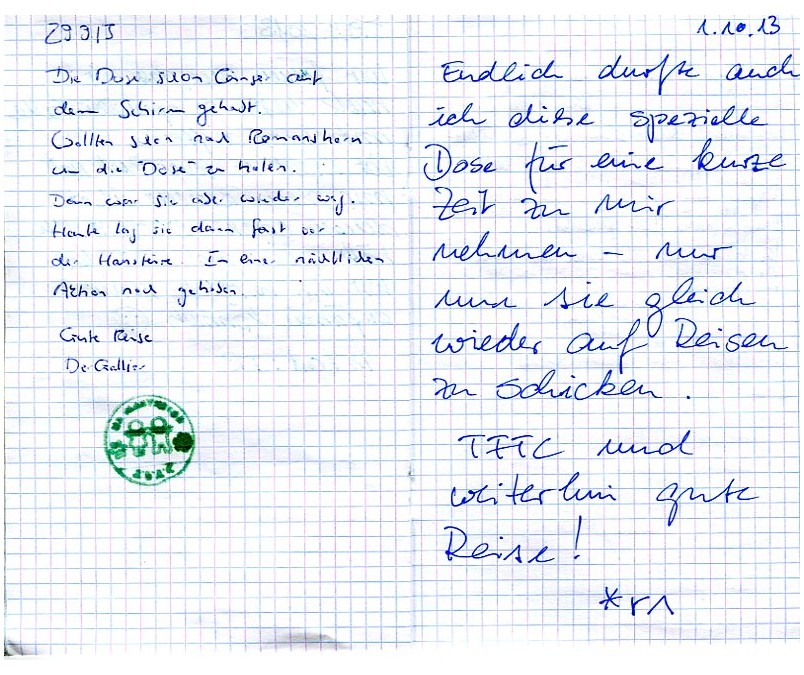 29.9.13
Die Dose schon länger auf
dem Schirm gehabt.
Wollten schon nach Romanshorn
um die "Dose" zu holen.
Dann war sie aber wieder weg.
Heute lag sie dann fast vor
der Haustüre. In einer nächtlichen
Aktion noch gehoben.
Gute Reise
De Gallier
1.10.13
Endlich durfte auch
ich diese spezielle
Dose für eine kurze
Zeit zu mir
nehmen – nur
um sie gleich
wieder auf Reisen
zu schicken.
TFTC und
weiterhin gute
Reise!